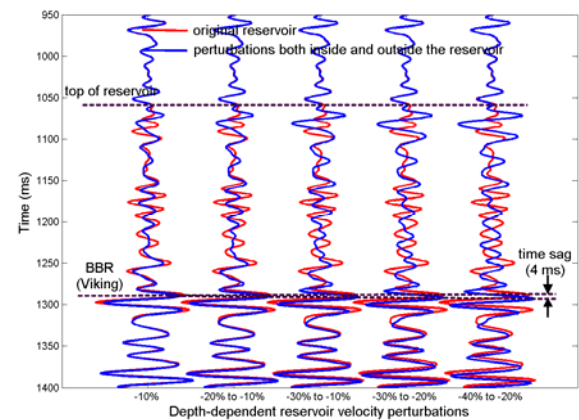 950
1000
1050
1100
1150
1200
1250
1300
1350
1400
Time (ms)
original reservoir
perturbations both inside and outside the reservoir
top of reservoir
BBR
(Viking)
time sag
(4 ms)
-10%
-20% to -10%
-30% to -10%
-30% to -20%
-40% to -20%
Depth-dependent reservoir velocity perturbations